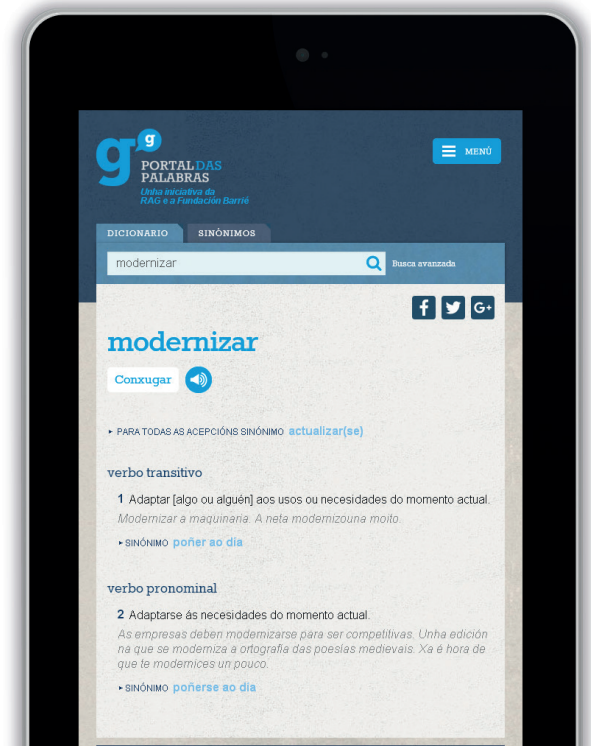 g g
PORTAL DAS
PALABRAS
Unha iniciativa da
RAG e a Fundación Barrié
MENÚ
DICIONARIO SINÓNIMOS
modernizar Busca avanzada
f G+
modernizar
Conxugar
▸ PARA TODAS AS ACEPCIÓNS SINÓNIMO actualizar(se)
verbo transitivo
1 Adaptar [algo ou alguén] aos usos ou necesidades do momento actual.
Modernizar a maquinaria. A neta modernizouna moito.
▸ SINÓNIMO poñer ao día
verbo pronominal
2 Adaptarse ás necesidades do momento actual.
As empresas deben modernizarse para ser competitivas. Unha edición
na que se moderniza a ortografía das poesías medievais. Xa é hora de
que te modernices un pouco.
▸ SINÓNIMO poñerse ao día